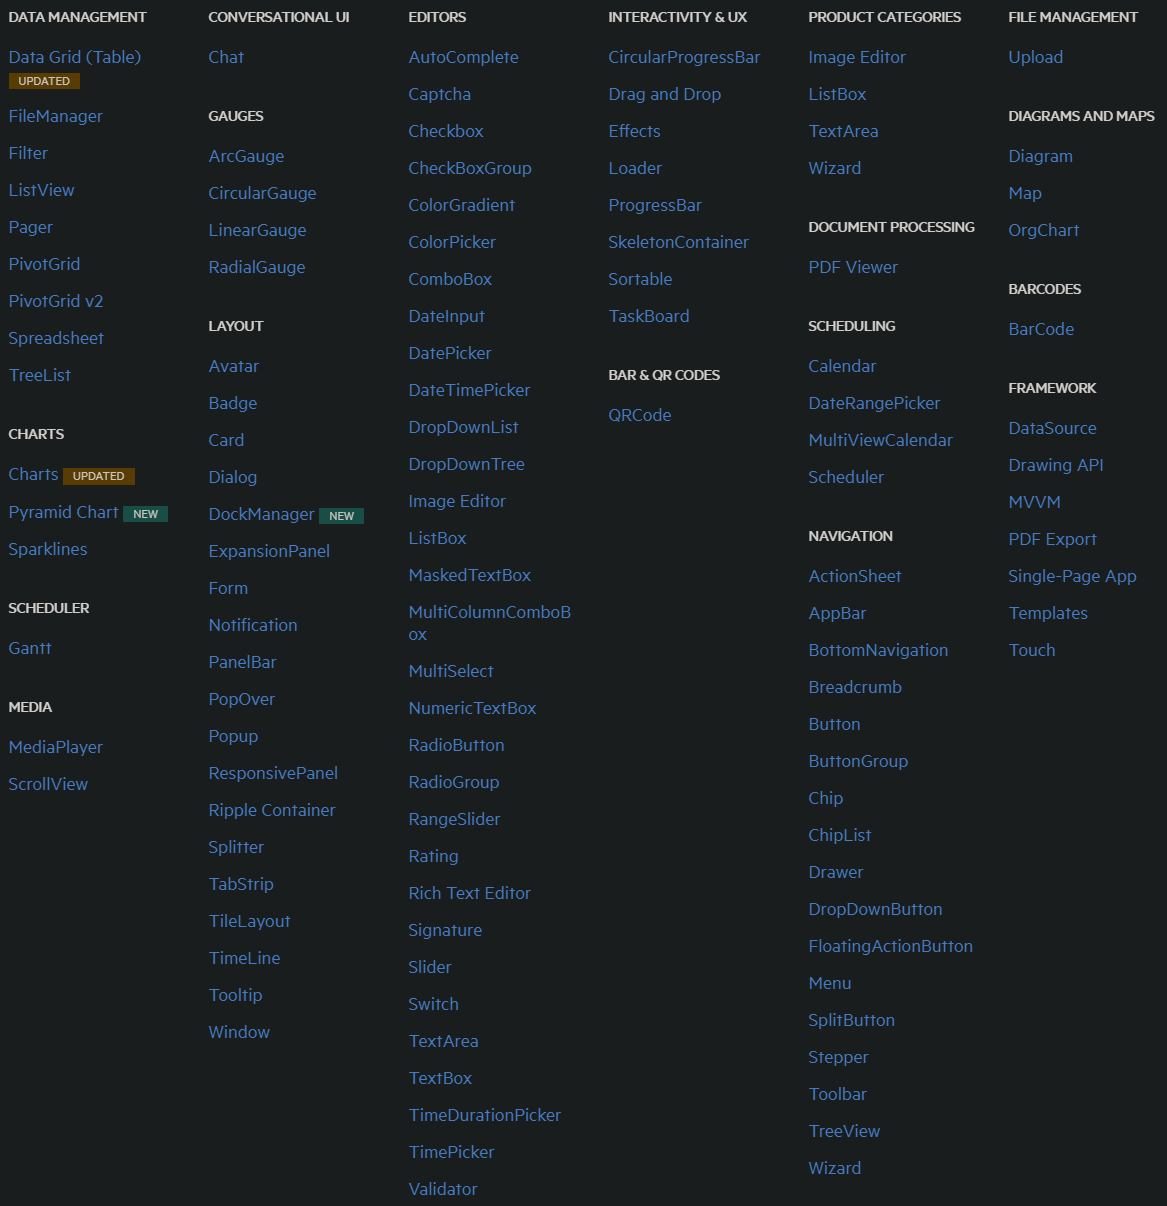 DATA MANAGEMENT
Data Grid (Table)
UPDATED
FileManager
Filter
ListView
Pager
PivotGrid
PivotGrid v2
Spreadsheet
TreeList
CHARTS
Charts UPDATED
Pyramid Chart NEW
Sparklines
SCHEDULER
Gantt
MEDIA
MediaPlayer
ScrollView
CONVERSATIONAL UI
Chat
GAUGES
ArcGauge
CircularGauge
LinearGauge
RadialGauge
LAYOUT
Avatar
Badge
Card
Dialog
DockManager NEW
ExpansionPanel
Form
Notification
PanelBar
PopOver
Popup
ResponsivePanel
Ripple Container
Splitter
TabStrip
TileLayout
TimeLine
Tooltip
Window
EDITORS
AutoComplete
Captcha
Checkbox
CheckBoxGroup
ColorGradient
ColorPicker
ComboBox
DateInput
DatePicker
DateTimePicker
DropDownList
DropDownTree
Image Editor
ListBox
MaskedTextBox
MultiColumnComboB
ox
MultiSelect
NumericTextBox
RadioButton
RadioGroup
RangeSlider
Rating
Rich Text Editor
Signature
Slider
Switch
TextArea
TextBox
TimeDurationPicker
TimePicker
Validator
INTERACTIVITY & UX
CircularProgressBar
Drag and Drop
Effects
Loader
ProgressBar
SkeletonContainer
Sortable
TaskBoard
BAR & QR CODES
QRCode
PRODUCT CATEGORIES
Image Editor
ListBox
TextArea
Wizard
DOCUMENT PROCESSING
PDF Viewer
SCHEDULING
Calendar
DateRangePicker
MultiViewCalendar
Scheduler
NAVIGATION
ActionSheet
AppBar
BottomNavigation
Breadcrumb
Button
ButtonGroup
Chip
ChipList
Drawer
DropDownButton
FloatingActionButton
Menu
SplitButton
Stepper
Toolbar
TreeView
Wizard
FILE MANAGEMENT
Upload
DIAGRAMS AND MAPS
Diagram
Map
OrgChart
BARCODES
BarCode
FRAMEWORK
DataSource
Drawing API
MVVM
PDF Export
Single-Page App
Templates
Touch